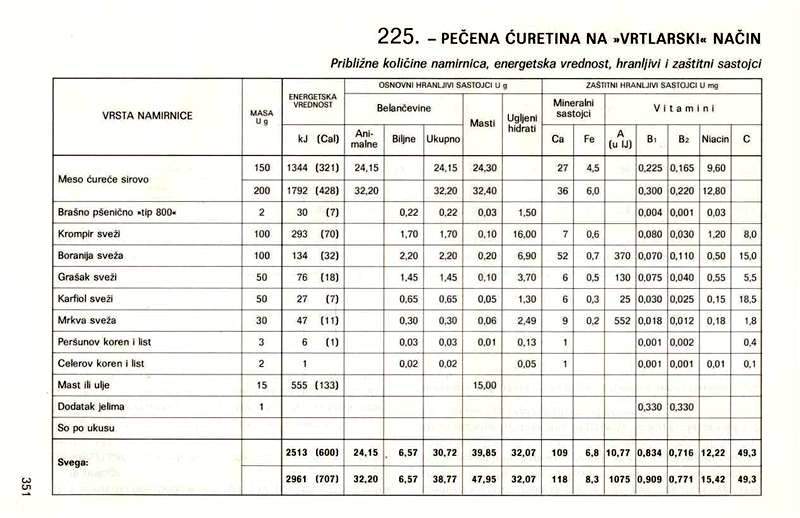 225. – PEČENA ĆURETINA NA »VRTLARSKI« NAČIN
Približne količine namirnica, energetska vrednost, hranljivi i zaštitni sastojci
VRSTA NAMIRNICE MASA U g ENERGETSKA VREDNOST OSNOVNI HRANLJIVI SASTOJCI U g ZAŠTITNI HRANLJIVI SASTOJCI U mg
Belančevine Masti Ugljeni hidrati Mineralni sastojci Vitamini
kJ (Cal) Ani-malne Biljne Ukupno Ca Fe A (u IJ) B1 B2 Niacin C
Meso ćureće sirovo
150 1344 (321) 24,15 24,15 24,30 27 4,5 0,225 0,165 9,60
200 1792 (428) 32,20 32,20 32,40 36 6,0 0,300 0,220 12,80
Brašno pšenično »tip 800« 2 30 (7) 0,22 0,22 0,03 1,50 0,004 0,001 0,03
Krompir sveži 100 293 (70) 1,70 1,70 0,10 16,00 7 0,6 0,080 0,030 1,20 8,0
Boranija sveža 100 134 (32) 2,20 2,20 0,20 6,90 52 0,7 370 0,070 0,110 0,50 15,0
Grašak sveži 50 76 (18) 1,45 1,45 0,10 3,70 6 0,5 130 0,075 0,040 0,55 5,5
Karfiol sveži 50 27 (7) 0,65 0,65 0,05 1,30 6 0,3 25 0,030 0,025 0,15 18,5
Mrkva sveža 30 47 (11) 0,30 0,30 0,06 2,49 9 0,2 552 0,018 0,012 0,18 1,8
Peršunov koren i list 3 6 (1) 0,03 0,03 0,01 0,13 1 0,001 0,002 0,4
Celerov koren i list 2 1 0,02 0,02 0,05 1 0,001 0,001 0,01 0,1
Mast ili ulje 15 555 (133) 15,00
Dodatak jelima 1 0,330 0,330
So po ukusu
Svega:
2513 (600) 24,15 6,57 30,72 39,85 32,07 109 6,8 10,77 0,834 0,716 12,22 49,3
2961 (707) 32,20 6,57 38,77 47,95 32,07 118 8,3 1075 0,909 0,771 15,42 49,3
351